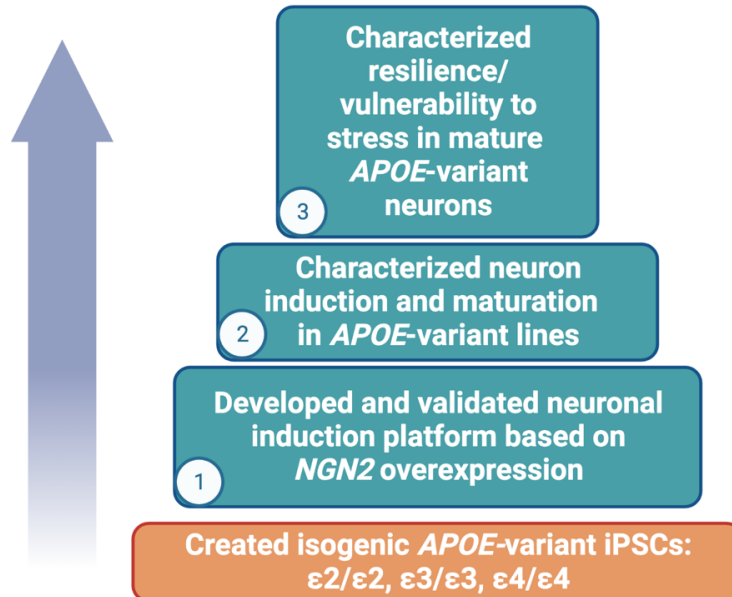 Characterized
resilience/
vulnerability to
stress in mature
APOE-variant
neurons
3
Characterized neuron
induction and maturation
in APOE-variant lines
2
Developed and validated neuronal
induction platform based on
NGN2 overexpression
1
Created isogenic APOE-variant iPSCs:
ε2/ε2, ε3/ε3, ε4/ε4